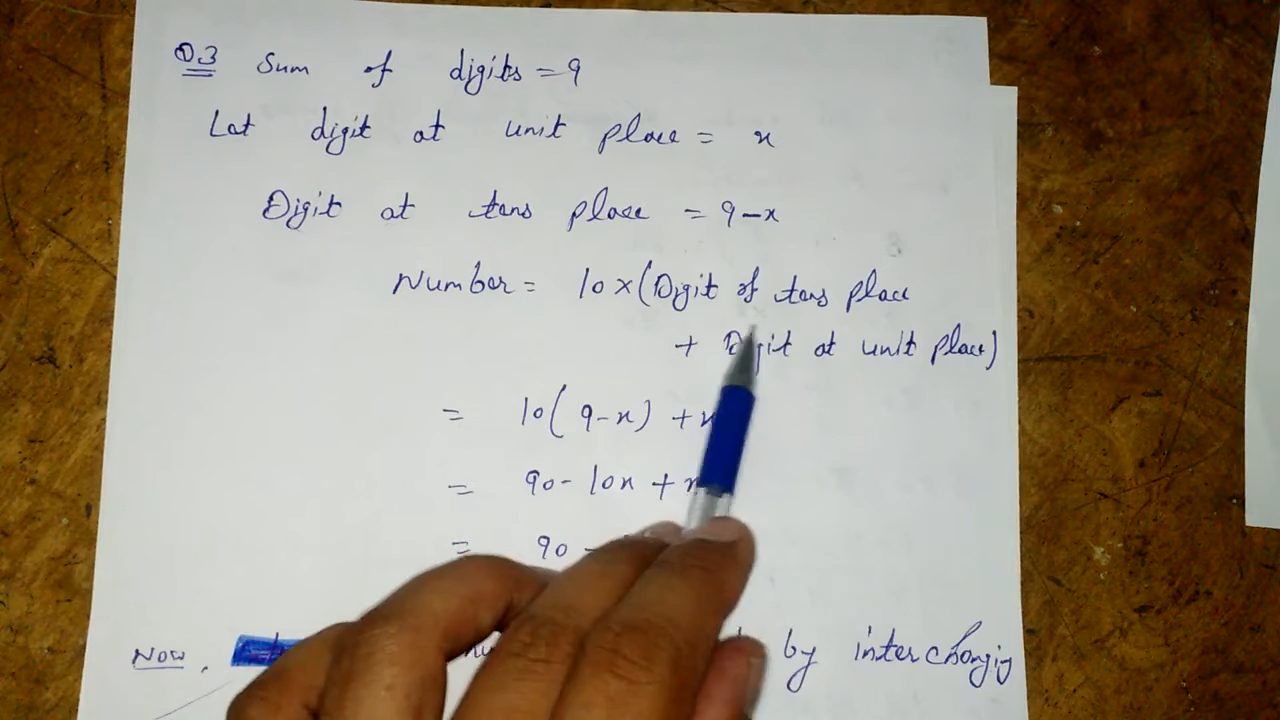 Q.3 Sum of digits = 9
Let digit at unit place = x
Digit at tens place = 9-x
Number = 10×(Digit of tens place
+ Digit at unit place)
= 10(9-x) + x
= 90 - 10x + x
= 90 -
Now, by interchanging